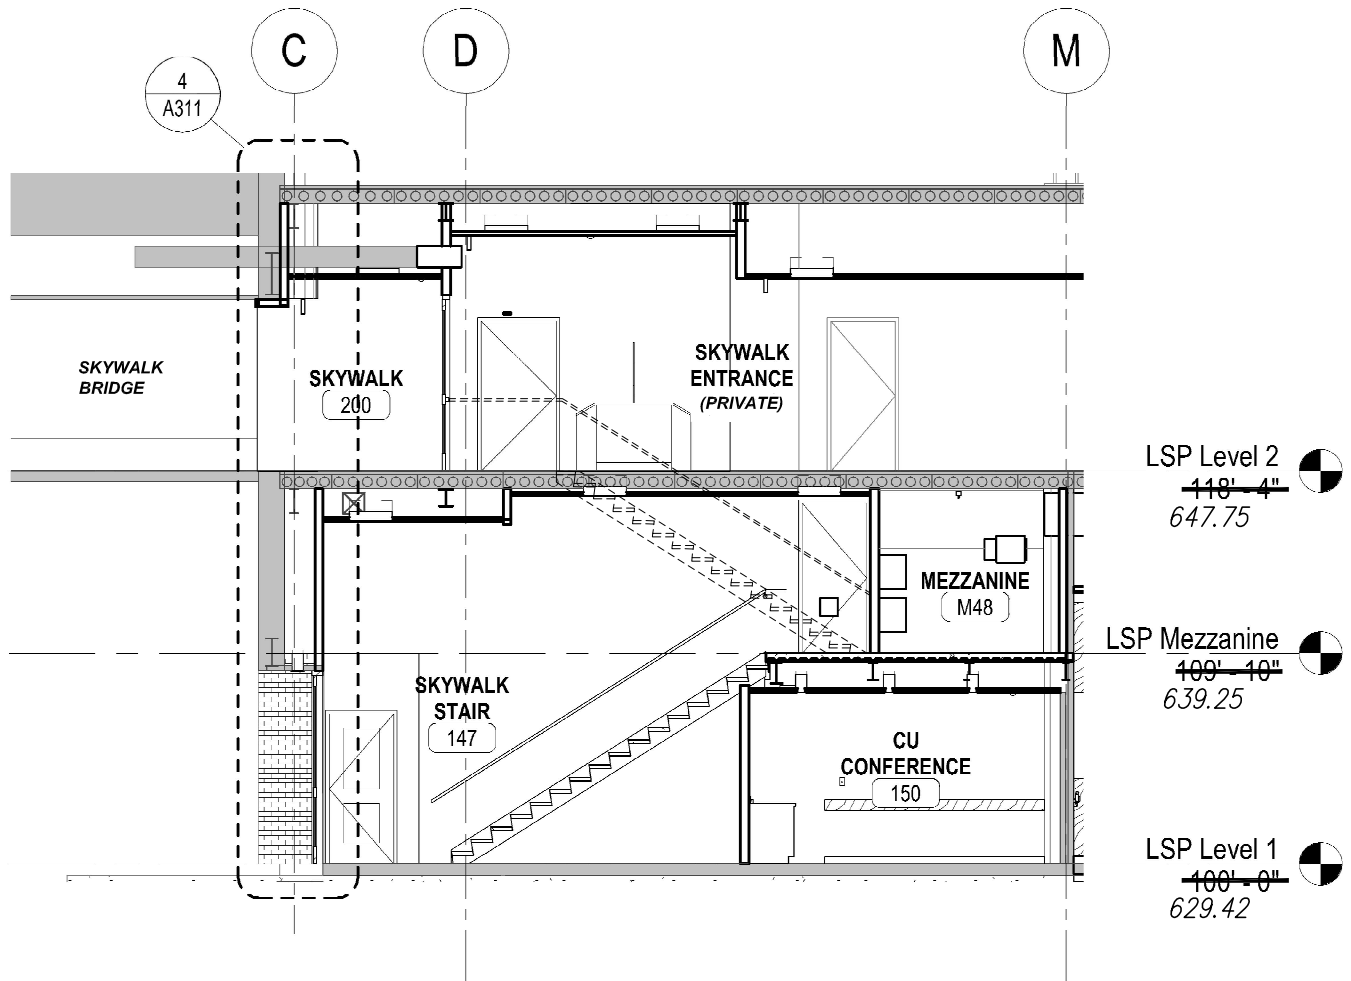 C
D
M
4
A311
SKYWALK
BRIDGE
SKYWALK
200
SKYWALK
ENTRANCE
(PRIVATE)
LSP Level 2
118' - 4"
647.75
MEZZANINE
M48
LSP Mezzanine
109' - 10"
639.25
SKYWALK
STAIR
147
CU
CONFERENCE
150
LSP Level 1
100' - 0"
629.42